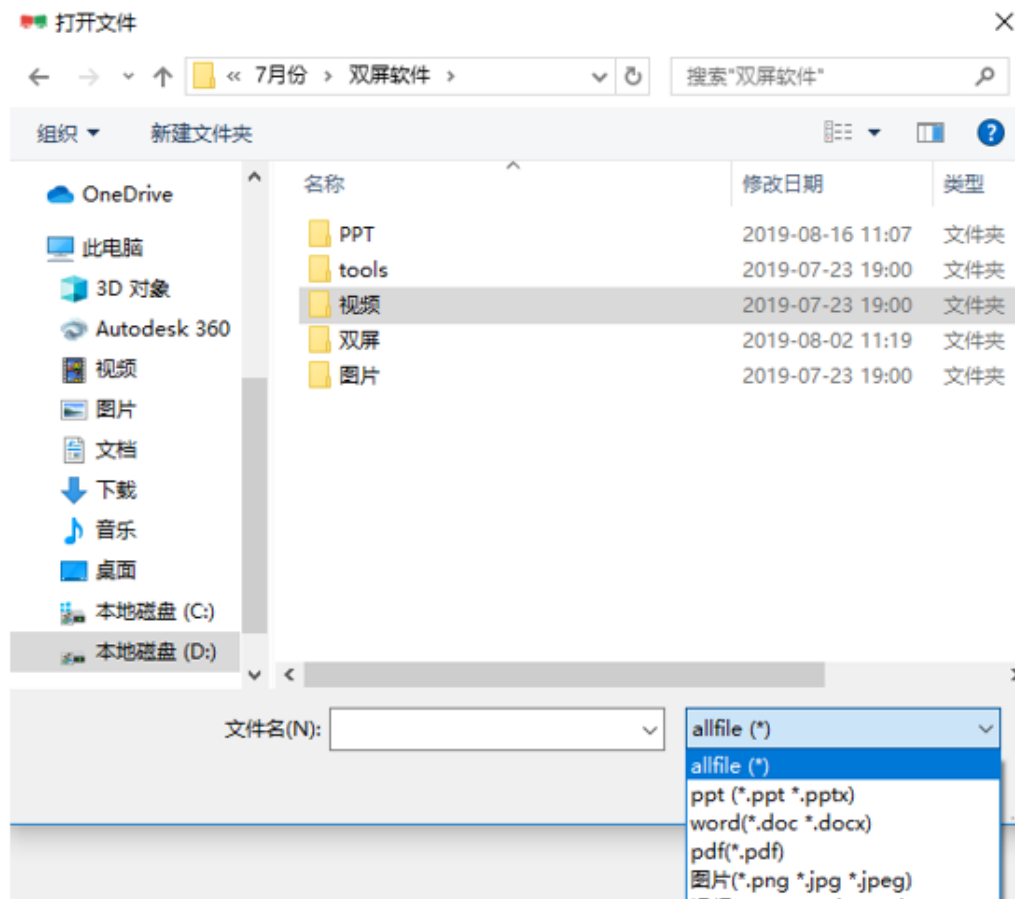 打开文件
« 7月份 › 双屏软件 ›
搜索"双屏软件"
组织
新建文件夹
OneDrive
此电脑
3D 对象
Autodesk 360
视频
图片
文档
下载
音乐
桌面
本地磁盘 (C:)
本地磁盘 (D:)
名称 修改日期 类型
PPT 2019-08-16 11:07 文件夹
tools 2019-07-23 19:00 文件夹
视频 2019-07-23 19:00 文件夹
双屏 2019-08-02 11:19 文件夹
图片 2019-07-23 19:00 文件夹
文件名(N):
allfile (*)
allfile (*)
ppt (*.ppt *.pptx)
word(*.doc *.docx)
pdf(*.pdf)
图片(*.png *.jpg *.jpeg)